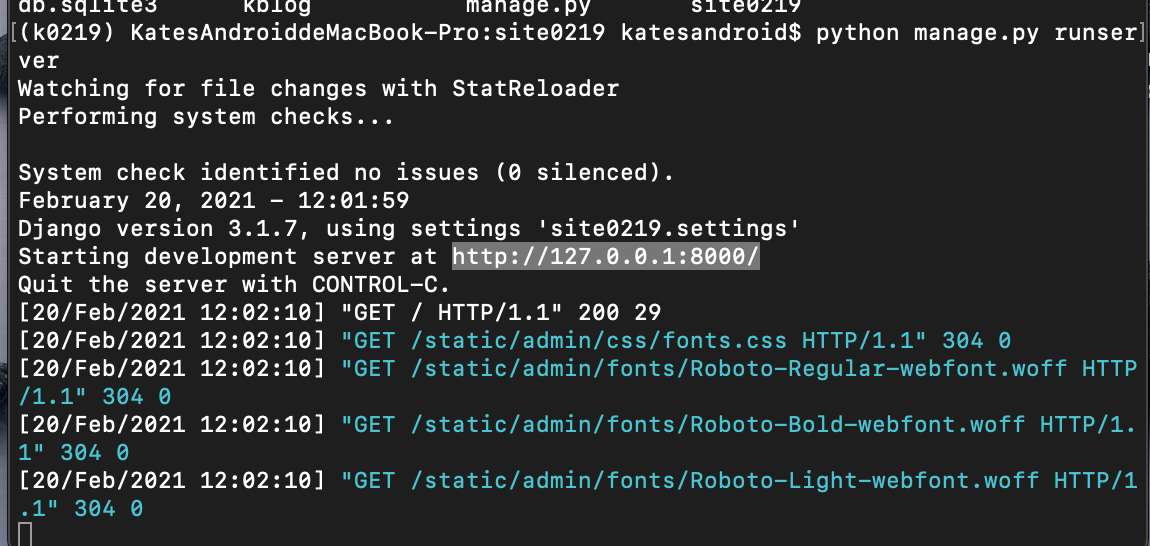 db.sqlite3 kblog manage.py site0219
[(k0219) KatesAndroiddeMacBook-Pro:site0219 katesandroid$ python manage.py runser]
ver
Watching for file changes with StatReloader
Performing system checks...
System check identified no issues (0 silenced).
February 20, 2021 - 12:01:59
Django version 3.1.7, using settings 'site0219.settings'
Starting development server at http://127.0.0.1:8000/
Quit the server with CONTROL-C.
[20/Feb/2021 12:02:10] "GET / HTTP/1.1" 200 29
[20/Feb/2021 12:02:10] "GET /static/admin/css/fonts.css HTTP/1.1" 304 0
[20/Feb/2021 12:02:10] "GET /static/admin/fonts/Roboto-Regular-webfont.woff HTTP
/1.1" 304 0
[20/Feb/2021 12:02:10] "GET /static/admin/fonts/Roboto-Bold-webfont.woff HTTP/1.
1" 304 0
[20/Feb/2021 12:02:10] "GET /static/admin/fonts/Roboto-Light-webfont.woff HTTP/1
.1" 304 0